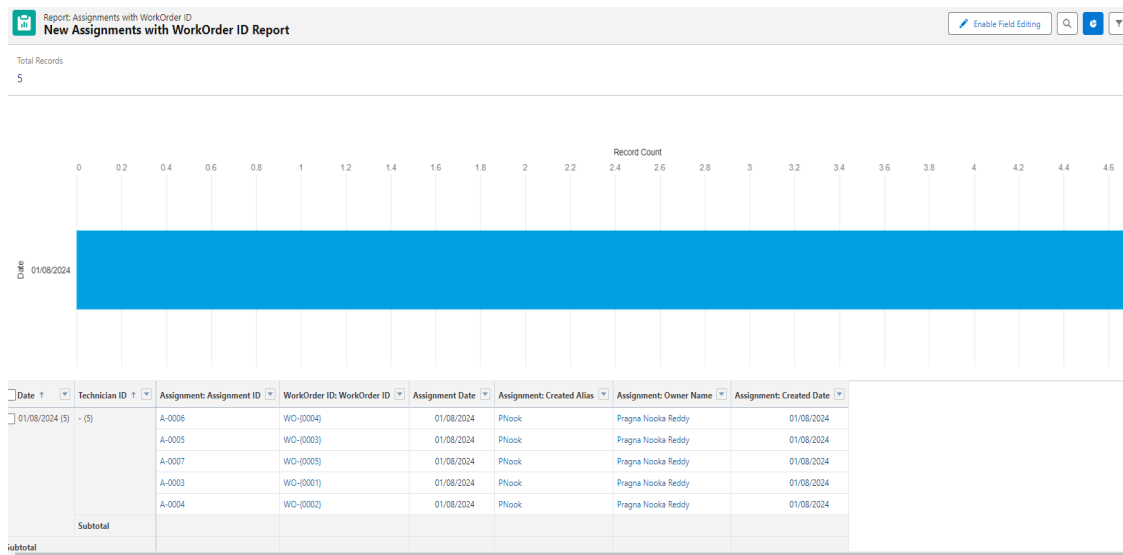 Report: Assignments with WorkOrder ID
New Assignments with WorkOrder ID Report
Enable Field Editing
Total Records
5
Record Count
0 0.2 0.4 0.6 0.8 1 1.2 1.4 1.6 1.8 2 2.2 2.4 2.6 2.8 3 3.2 3.4 3.6 3.8 4 4.2 4.4 4.6
Date
01/08/2024
Date ↑ Technician ID ↑ Assignment: Assignment ID WorkOrder ID: WorkOrder ID Assignment Date Assignment: Created Alias Assignment: Owner Name Assignment: Created Date
01/08/2024 (5) - (5) A-0006 WO-{0004} 01/08/2024 PNook Pragna Nooka Reddy 01/08/2024
A-0005 WO-{0003} 01/08/2024 PNook Pragna Nooka Reddy 01/08/2024
A-0007 WO-{0005} 01/08/2024 PNook Pragna Nooka Reddy 01/08/2024
A-0003 WO-{0001} 01/08/2024 PNook Pragna Nooka Reddy 01/08/2024
A-0004 WO-{0002} 01/08/2024 PNook Pragna Nooka Reddy 01/08/2024
Subtotal
Subtotal